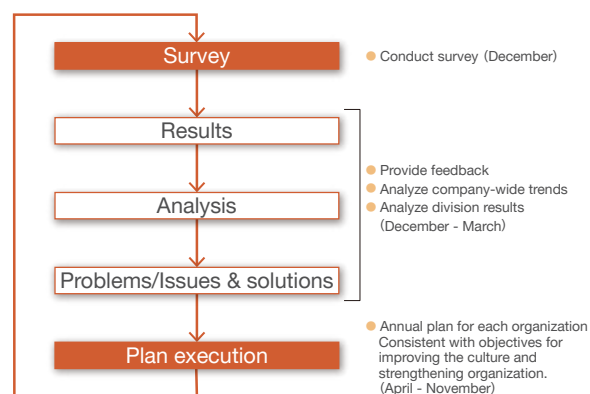 Survey
Conduct survey (December)
Results
Provide feedback
Analyze company-wide trends
Analysis
Analyze division results
(December - March)
Problems/Issues & solutions
Plan execution
Annual plan for each organization
Consistent with objectives for
improving the culture and
strengthening organization.
(April - November)